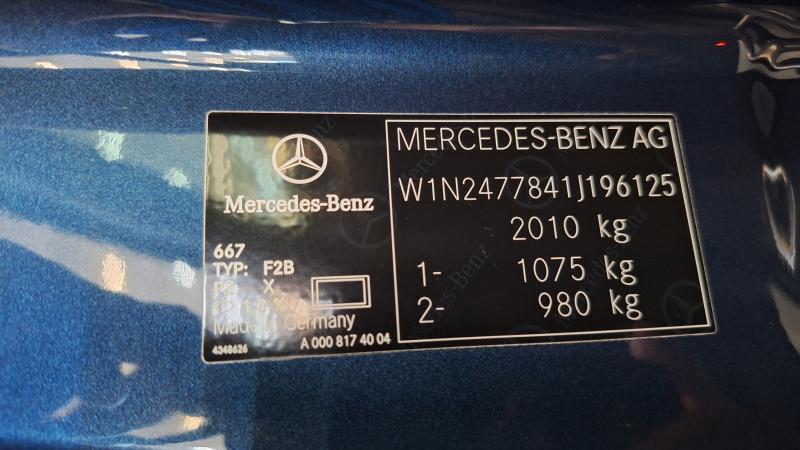 Mercedes-Benz
667
TYP: F2B
X
Made in Germany
4348626 A 000 817 40 04
MERCEDES-BENZ AG
W1N2477841J196125
2010 kg
1- 1075 kg
2- 980 kg